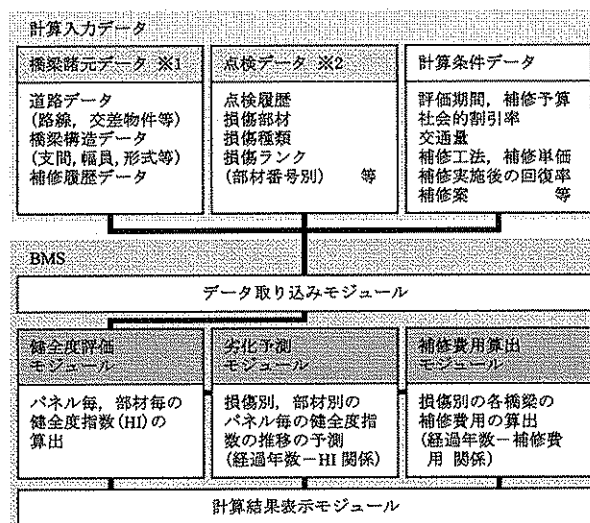 計算入力データ
橋梁諸元データ ※1
道路データ
(路線，交差物件等)
橋梁構造データ
(支間，幅員，形式等)
補修履歴データ
点検データ ※2
点検履歴
損傷部材
損傷種類
損傷ランク
(部材番号別) 等
計算条件データ
評価期間，補修予算
社会的割引率
交通量
補修工法，補修単価
補修実施後の回復率
補修案 等
BMS
データ取り込みモジュール
健全度評価
モジュール
パネル毎，部材毎の
健全度指数(HI)の
算出
劣化予測
モジュール
損傷別，部材別の
パネル毎の健全度指
数の推移の予測
(経過年数－HI 関係)
補修費用算出
モジュール
損傷別の各橋梁の
補修費用の算出
(経過年数－補修費
用 関係)
計算結果表示モジュール